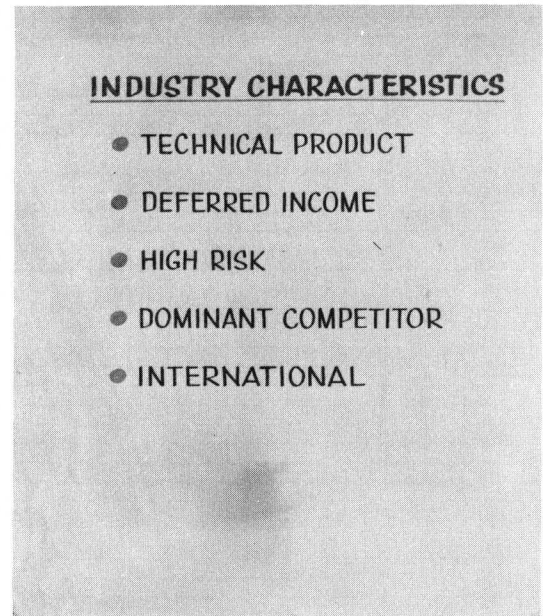 INDUSTRY CHARACTERISTICS
• TECHNICAL PRODUCT
• DEFERRED INCOME
• HIGH RISK
• DOMINANT COMPETITOR
• INTERNATIONAL